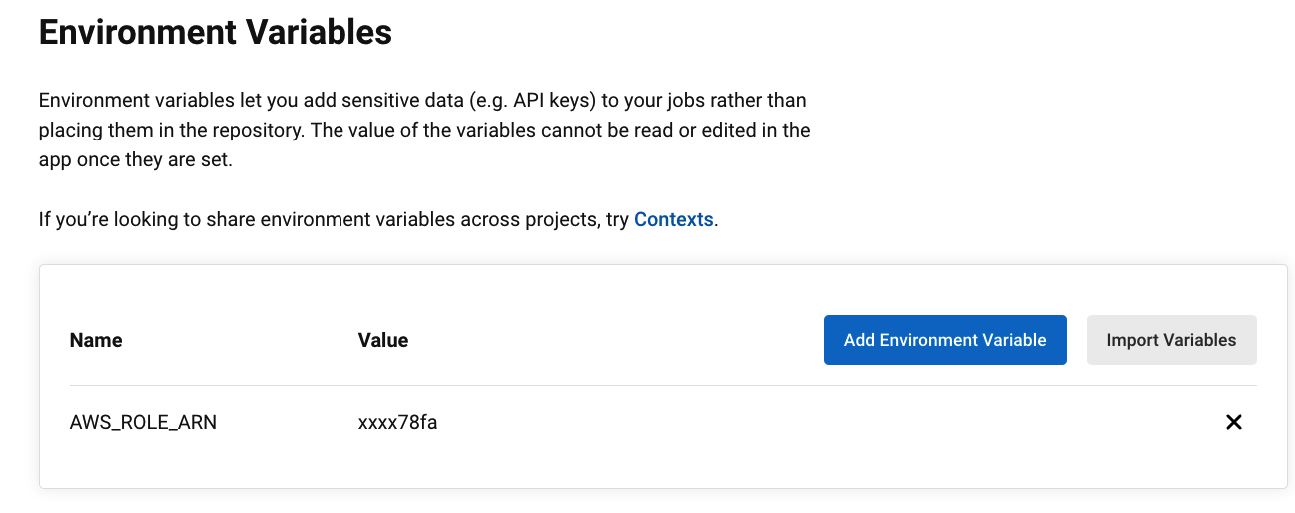 Environment Variables
Environment variables let you add sensitive data (e.g. API keys) to your jobs rather than
placing them in the repository. The value of the variables cannot be read or edited in the
app once they are set.
If you’re looking to share environment variables across projects, try Contexts.
Name Value Add Environment Variable Import Variables
AWS_ROLE_ARN xxxx78fa